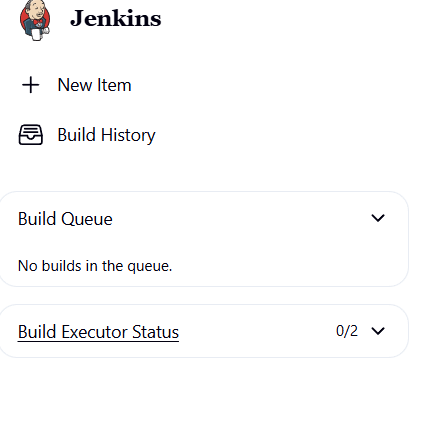 Jenkins
New Item
Build History
Build Queue
No builds in the queue.
Build Executor Status 0/2